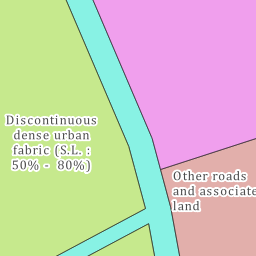 Discontinuous
dense urban
fabric (S.L. :
50% - 80%)
Other roads
and associate
land